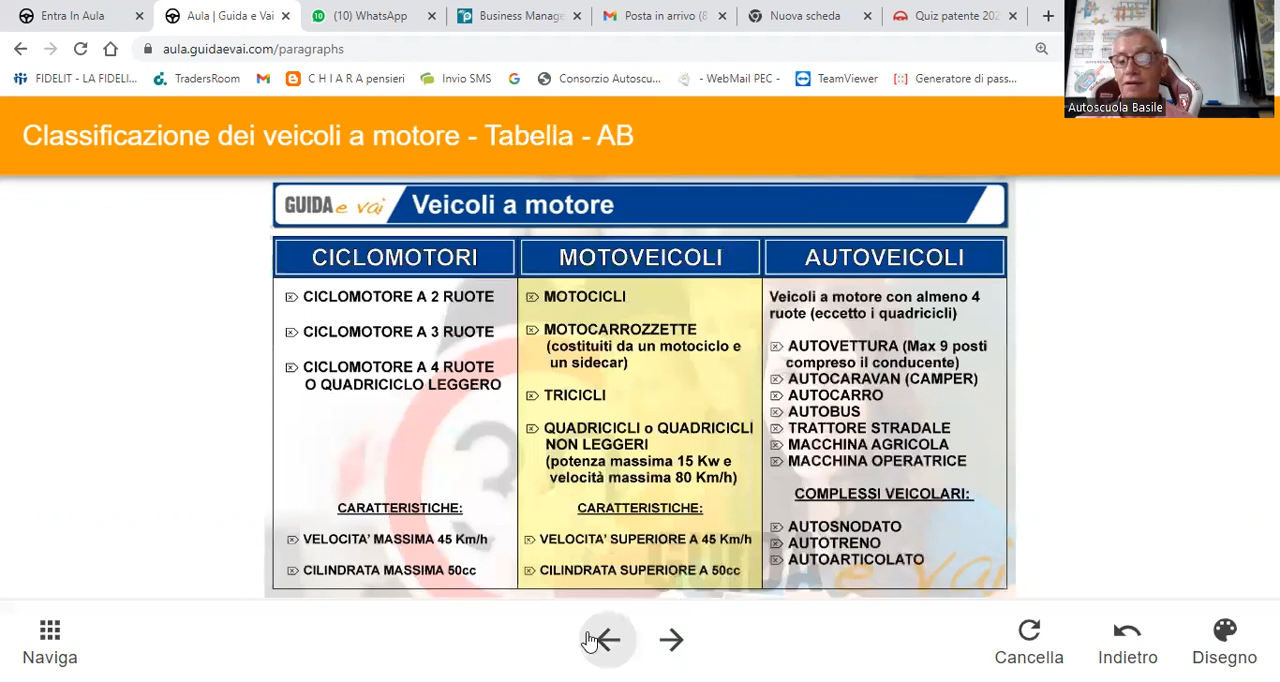 Entra In Aula
Aula | Guida e Vai
(10) WhatsApp
Business Manage
Posta in arrivo (8
Nuova scheda
Quiz patente 202
aula.guidaevai.com/paragraphs
FIDELIT - LA FIDELI...
TradersRoom
C H I A R A pensieri
Invio SMS
Consorzio Autoscu...
- WebMail PEC -
TeamViewer
Generatore di pass...
Autoscuola Basile
Classificazione dei veicoli a motore - Tabella - AB
GUIDA e vai
Veicoli a motore
CICLOMOTORI
CICLOMOTORE A 2 RUOTE
CICLOMOTORE A 3 RUOTE
CICLOMOTORE A 4 RUOTE
O QUADRICICLO LEGGERO
CARATTERISTICHE:
VELOCITA' MASSIMA 45 Km/h
CILINDRATA MASSIMA 50cc
MOTOVEICOLI
MOTOCICLI
MOTOCARROZZETTE
(costituiti da un motociclo e
un sidecar)
TRICICLI
QUADRICICLI o QUADRICICLI
NON LEGGERI
(potenza massima 15 Kw e
velocità massima 80 Km/h)
CARATTERISTICHE:
VELOCITA' SUPERIORE A 45 Km/h
CILINDRATA SUPERIORE A 50cc
AUTOVEICOLI
Veicoli a motore con almeno 4
ruote (eccetto i quadricicli)
AUTOVETTURA (Max 9 posti
compreso il conducente)
AUTOCARAVAN (CAMPER)
AUTOCARRO
AUTOBUS
TRATTORE STRADALE
MACCHINA AGRICOLA
MACCHINA OPERATRICE
COMPLESSI VEICOLARI:
AUTOSNODATO
AUTOTRENO
AUTOARTICOLATO
GUIDA e vai
Naviga
Cancella
Indietro
Disegno